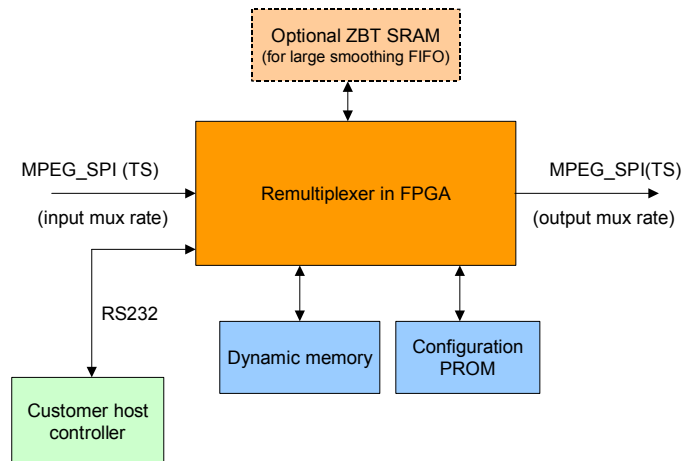 Optional ZBT SRAM
(for large smoothing FIFO)
MPEG_SPI (TS)
(input mux rate)
Remultiplexer in FPGA
MPEG_SPI(TS)
(output mux rate)
RS232
Dynamic memory
Configuration
PROM
Customer host
controller